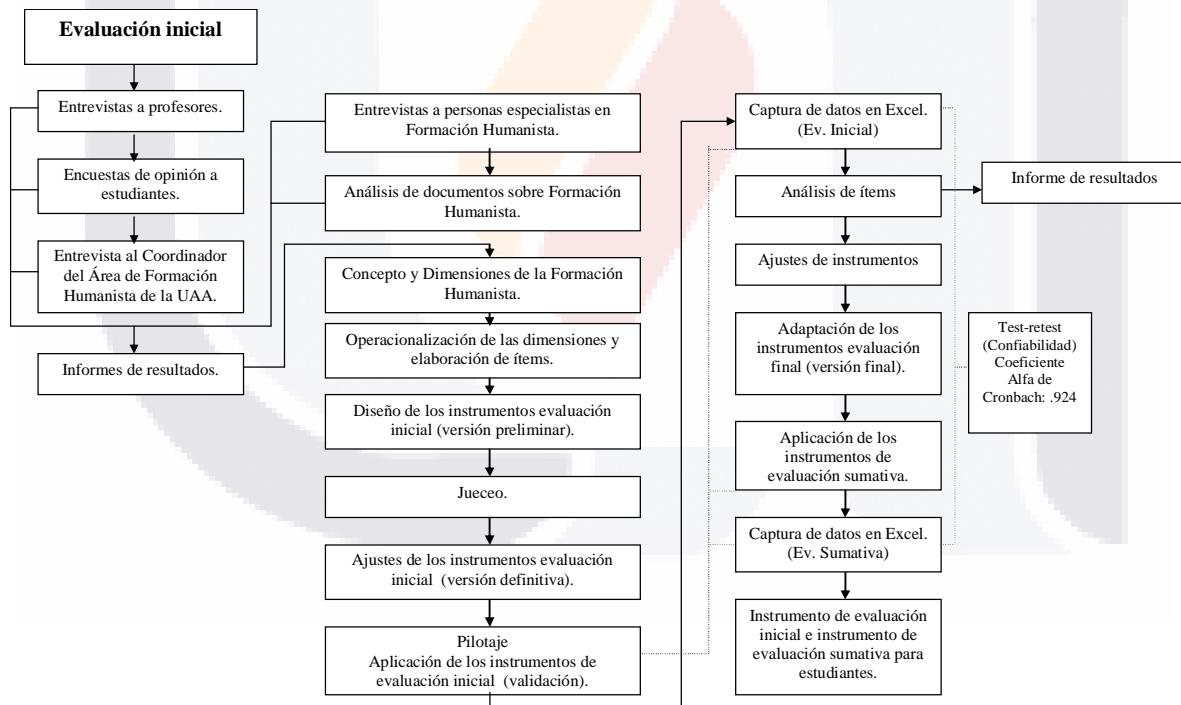 Evaluación inicial
Entrevistas a profesores.
Encuestas de opinión a
estudiantes.
Entrevista al Coordinador
del Área de Formación
Humanista de la UAA.
Informes de resultados.
Entrevistas a personas especialistas en
Formación Humanista.
Análisis de documentos sobre Formación
Humanista.
Concepto y Dimensiones de la Formación
Humanista.
Operacionalización de las dimensiones y
elaboración de ítems.
Diseño de los instrumentos evaluación
inicial (versión preliminar).
Jueceo.
Ajustes de los instrumentos evaluación
inicial (versión definitiva).
Pilotaje
Aplicación de los instrumentos de
evaluación inicial (validación).
Captura de datos en Excel.
(Ev. Inicial)
Análisis de ítems
Ajustes de instrumentos
Adaptación de los
instrumentos evaluación
final (versión final).
Aplicación de los
instrumentos de
evaluación sumativa.
Captura de datos en Excel.
(Ev. Sumativa)
Instrumento de evaluación
inicial e instrumento de
evaluación sumativa para
estudiantes.
Informe de resultados
Test-retest
(Confiabilidad)
Coeficiente
Alfa de
Cronbach: .924